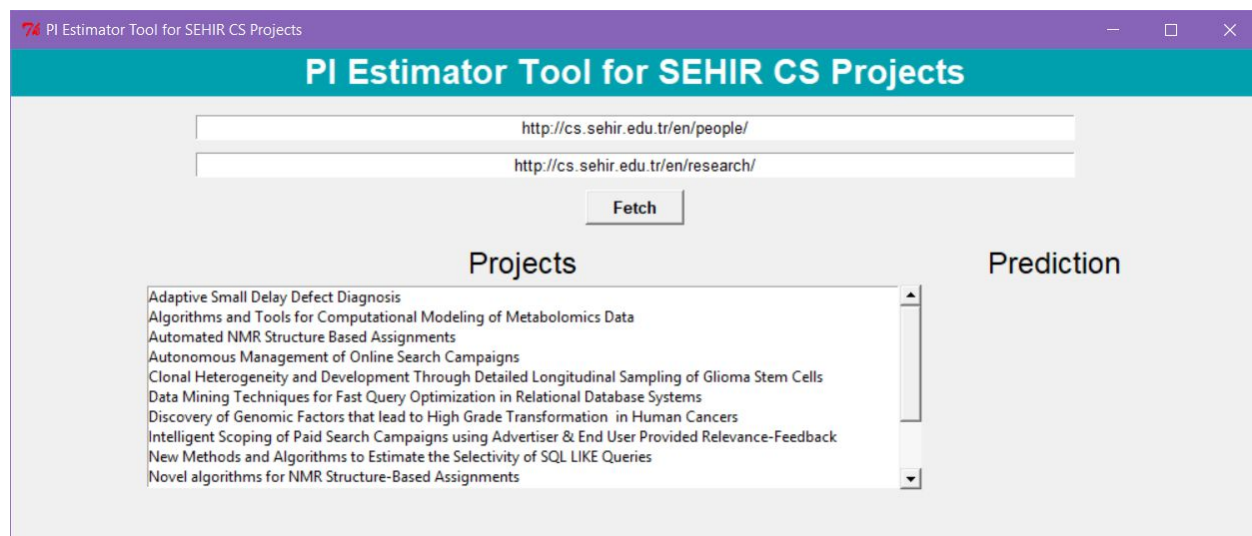 PI Estimator Tool for SEHIR CS Projects
PI Estimator Tool for SEHIR CS Projects
http://cs.sehir.edu.tr/en/people/
http://cs.sehir.edu.tr/en/research/
Fetch
Projects
Prediction
Adaptive Small Delay Defect Diagnosis
Algorithms and Tools for Computational Modeling of Metabolomics Data
Automated NMR Structure Based Assignments
Autonomous Management of Online Search Campaigns
Clonal Heterogeneity and Development Through Detailed Longitudinal Sampling of Glioma Stem Cells
Data Mining Techniques for Fast Query Optimization in Relational Database Systems
Discovery of Genomic Factors that lead to High Grade Transformation  in Human Cancers
Intelligent Scoping of Paid Search Campaigns using Advertiser & End User Provided Relevance-Feedback
New Methods and Algorithms to Estimate the Selectivity of SQL LIKE Queries
Novel algorithms for NMR Structure-Based Assignments